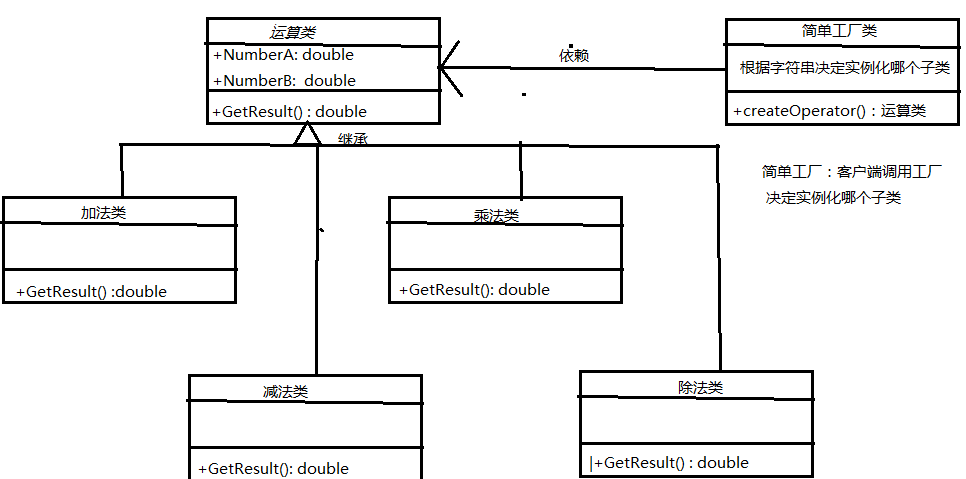 运算类
+NumberA: double
+NumberB: double
+GetResult() : double
依赖
简单工厂类
根据字符串决定实例化哪个子类
+createOperator() : 运算类
继承
简单工厂：客户端调用工厂
决定实例化哪个子类
加法类
+GetResult() :double
乘法类
+GetResult(): double
减法类
+GetResult(): double
除法类
|+GetResult() : double